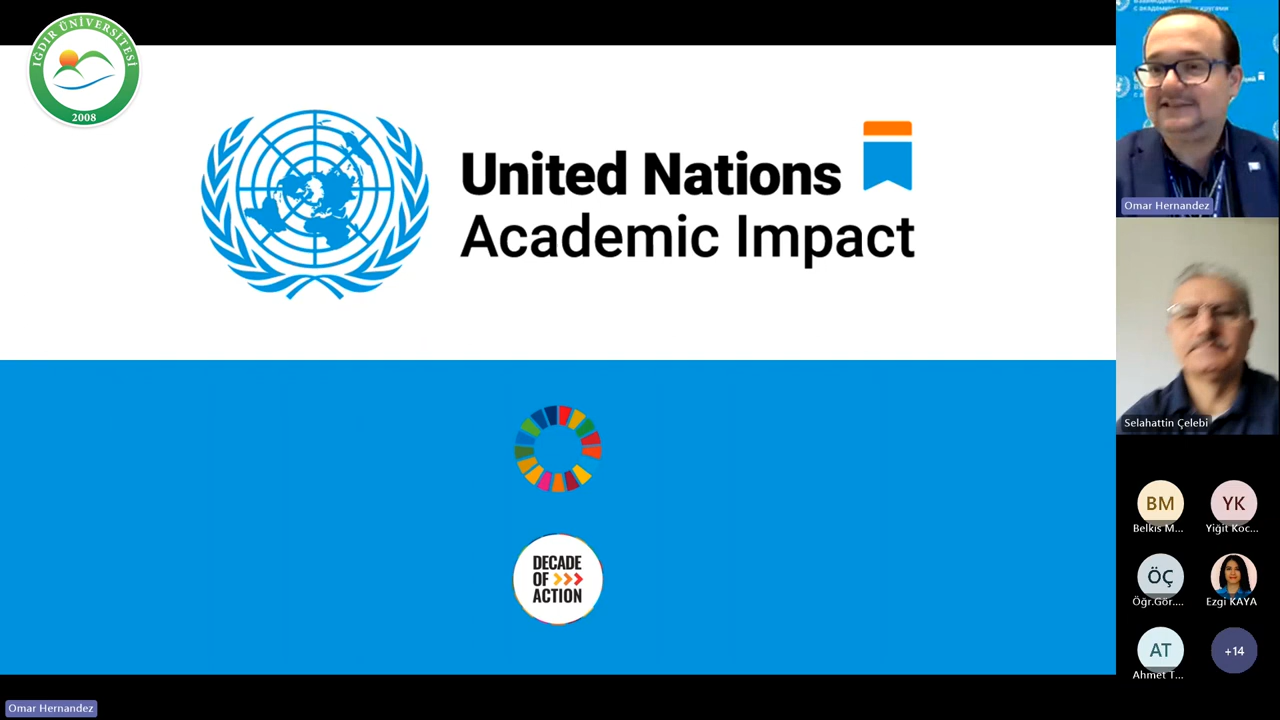 IĞDIR ÜNİVERSİTESİ
2008
United Nations
Academic Impact
DECADE
OF
ACTION
Omar Hernandez
Omar Hernandez
Selahattin Çelebi
BM
YK
Belkıs M...
Yiğit Koc...
ÖÇ
Öğr.Gör....
Ezgi KAYA
AT
+14
Ahmet T...